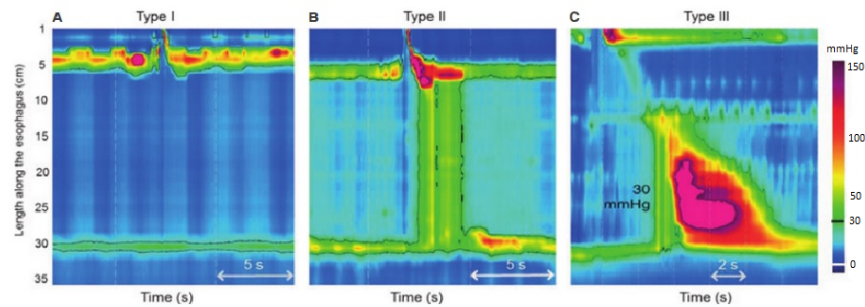 A Type I
B Type II
C Type III
mmHg
Length along the esophagus (cm)
1
5
10
15
20
25
30
35
30
mmHg
150
100
50
30
0
5 s
5 s
2 s
Time (s)
Time (s)
Time (s)